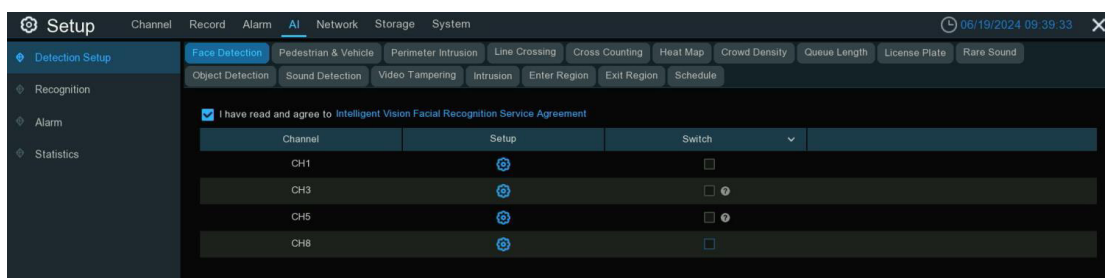 Setup Channel Record Alarm AI Network Storage System 06/19/2024 09:39:33
Detection Setup
Recognition
Alarm
Statistics
Face Detection Pedestrian & Vehicle Perimeter Intrusion Line Crossing Cross Counting Heat Map Crowd Density Queue Length License Plate Rare Sound
Object Detection Sound Detection Video Tampering Intrusion Enter Region Exit Region Schedule
I have read and agree to Intelligent Vision Facial Recognition Service Agreement
Channel Setup Switch
CH1
CH3
CH5
CH8